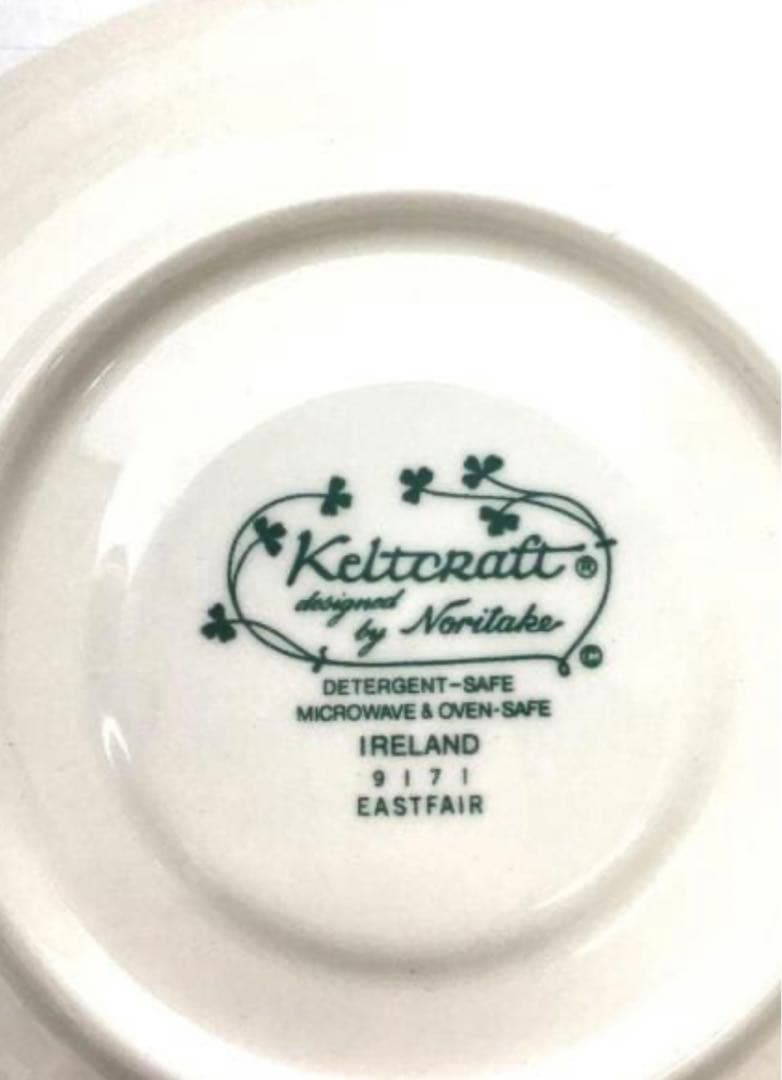 Keltcraft®
designed
by Noritake
©
DETERGENT-SAFE
MICROWAVE & OVEN-SAFE
IRELAND
9171
EASTFAIR